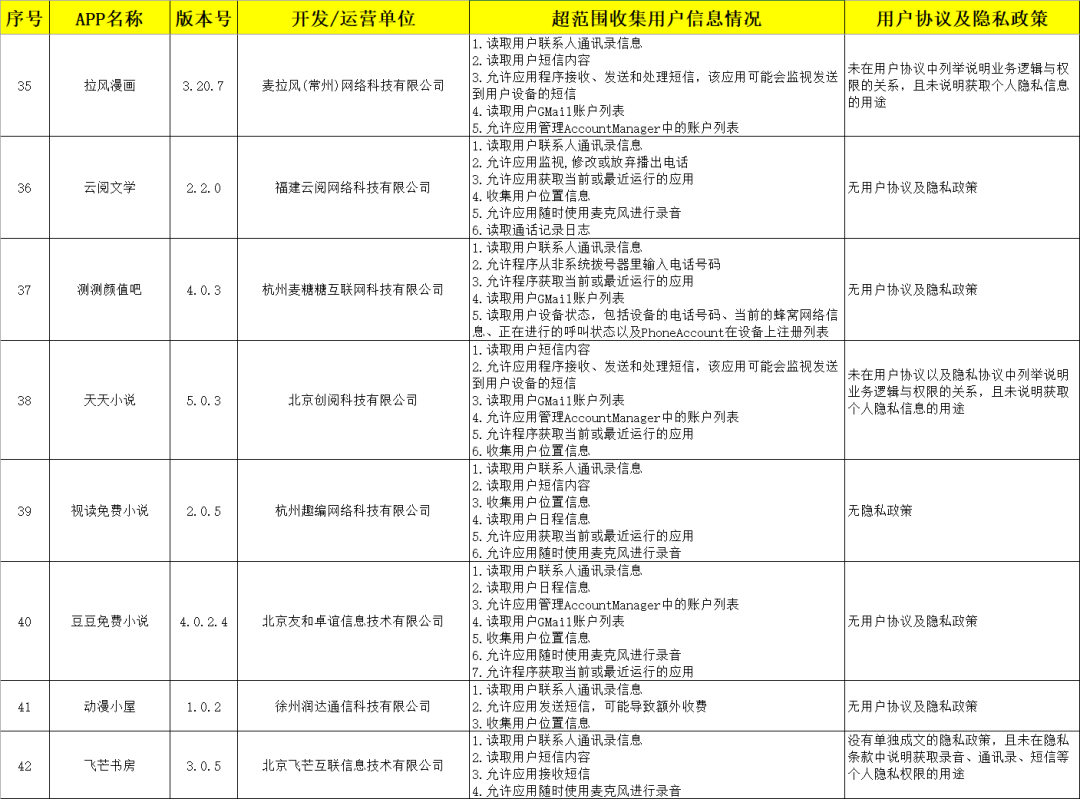 序号 APP名称 版本号 开发/运营单位 超范围收集用户信息情况 用户协议及隐私政策
35 拉风漫画 3.20.7 麦拉风(常州)网络科技有限公司
1.读取用户联系人通讯录信息
2.读取用户短信内容
3.允许应用程序接收、发送和处理短信，该应用可能会监视发送
到用户设备的短信
4.读取用户GMail账户列表
5.允许应用管理AccountManager中的账户列表
未在用户协议中列举说明业务逻辑与权
限的关系，且未说明获取个人隐私信息
的用途
36 云阅文学 2.2.0 福建云阅网络科技有限公司
1.读取用户联系人通讯录信息
2.允许应用监视,修改或放弃播出电话
3.允许应用获取当前或最近运行的应用
4.收集用户位置信息
5.允许应用随时使用麦克风进行录音
6.读取通话记录日志
无用户协议及隐私政策
37 测测颜值吧 4.0.3 杭州麦糖糖互联网科技有限公司
1.读取用户联系人通讯录信息
2.允许程序从非系统拨号器里输入电话号码
3.允许程序获取当前或最近运行的应用
4.读取用户GMail账户列表
5.读取用户设备状态，包括设备的电话号码、当前的蜂窝网络信
息、正在进行的呼叫状态以及PhoneAccount在设备上注册列表
无用户协议及隐私政策
38 天天小说 5.0.3 北京创阅科技有限公司
1.读取用户短信内容
2.允许应用程序接收、发送和处理短信，该应用可能会监视发送
到用户设备的短信
3.读取用户GMail账户列表
4.允许应用管理AccountManager中的账户列表
5.允许程序获取当前或最近运行的应用
6.收集用户位置信息
未在用户协议以及隐私协议中列举说明
业务逻辑与权限的关系，且未说明获取
个人隐私信息的用途
39 视读免费小说 2.0.5 杭州趣编网络科技有限公司
1.读取用户联系人通讯录信息
2.读取用户短信内容
3.收集用户位置信息
4.读取用户日程信息
5.允许应用获取当前或最近运行的应用
6.允许应用随时使用麦克风进行录音
无隐私政策
40 豆豆免费小说 4.0.2.4 北京友和卓谊信息技术有限公司
1.读取用户联系人通讯录信息
2.读取用户日程信息
3.允许应用管理AccountManager中的账户列表
4.读取用户GMail账户列表
5.收集用户位置信息
6.允许应用随时使用麦克风进行录音
7.允许程序获取当前或最近运行的应用
无用户协议及隐私政策
41 动漫小屋 1.0.2 徐州润达通信科技有限公司
1.读取用户联系人通讯录信息
2.允许应用发送短信，可能导致额外收费
3.收集用户位置信息
无用户协议及隐私政策
42 飞芒书房 3.0.5 北京飞芒互联信息技术有限公司
1.读取用户联系人通讯录信息
2.读取用户短信内容
3.允许应用接收短信
4.允许应用随时使用麦克风进行录音
没有单独成文的隐私政策，且未在隐私
条款中说明获取录音、通讯录、短信等
个人隐私权限的用途